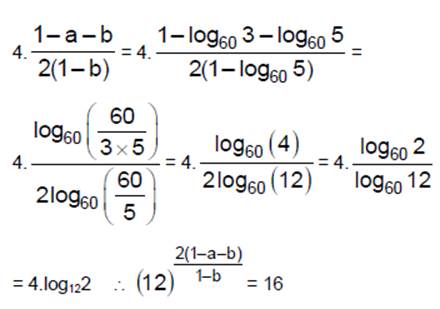 4. (1–a–b)/(2(1–b)) = 4. (1–log₆₀ 3–log₆₀ 5)/(2(1–log₆₀ 5)) =
4. log₆₀(60/(3×5))/(2log₆₀(60/5)) = 4. log₆₀(4)/(2log₆₀(12)) = 4. log₆₀ 2/log₆₀ 12
= 4.log₁₂2 ∴ (12)^(2(1–a–b)/(1–b)) = 16